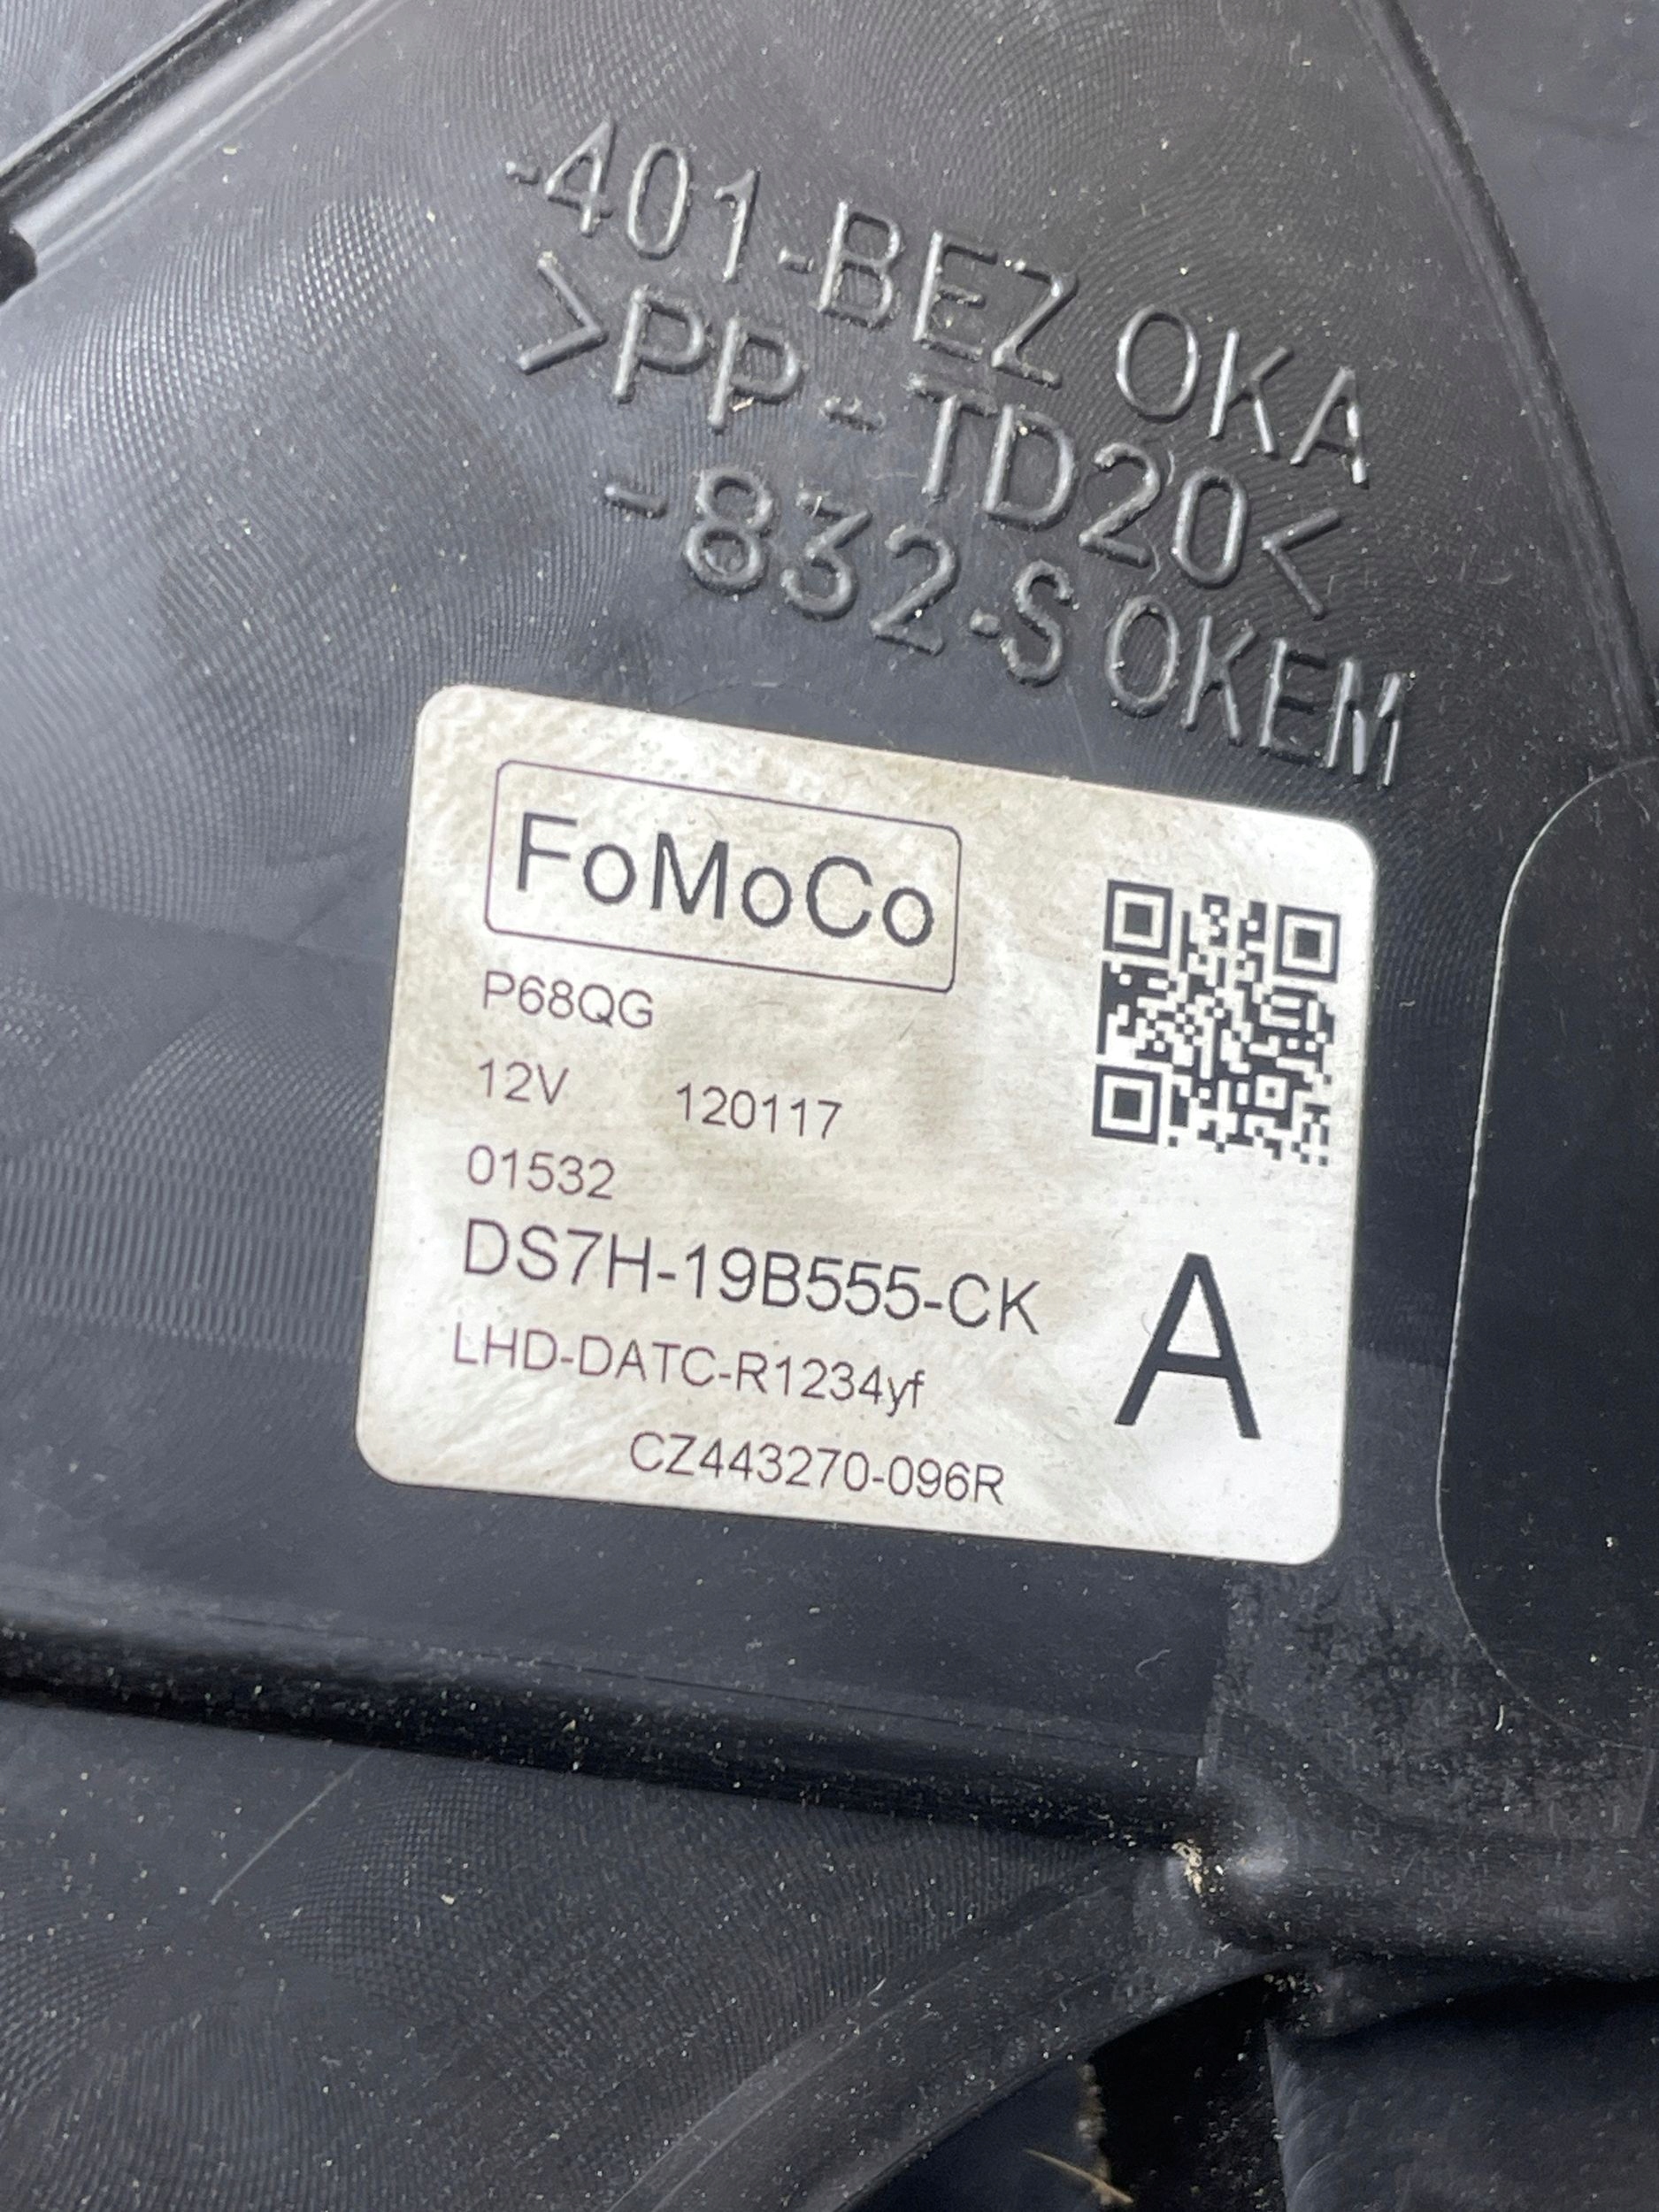 -401-BEZ OKA
>PP-TD20<
-832-S OKEM
FoMoCo
P68QG
12V 120117
01532
DS7H-19B555-CK
A
LHD-DATC-R1234yf
CZ443270-096R